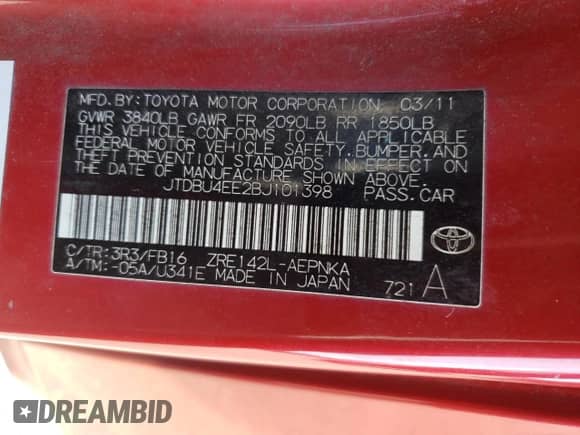 MFD.BY:TOYOTA MOTOR CORPORATION 03/11
GVWR 3840LB GAWR FR 2090LB RR 1850LB
THIS VEHICLE CONFORMS TO ALL APPLICABLE
FEDERAL MOTOR VEHICLE SAFETY,BUMPER,AND
THEFT PREVENTION STANDARDS IN EFFECT ON
THE DATE OF MANUFACTURE SHOWN ABOVE.
JTDBU4EE2BJ101398 PASS.CAR
C/TR:3R3/FB16 ZRE142L-AEPNKA
A/TM:-05A/U341E MADE IN JAPAN
721 A
DREAMBID